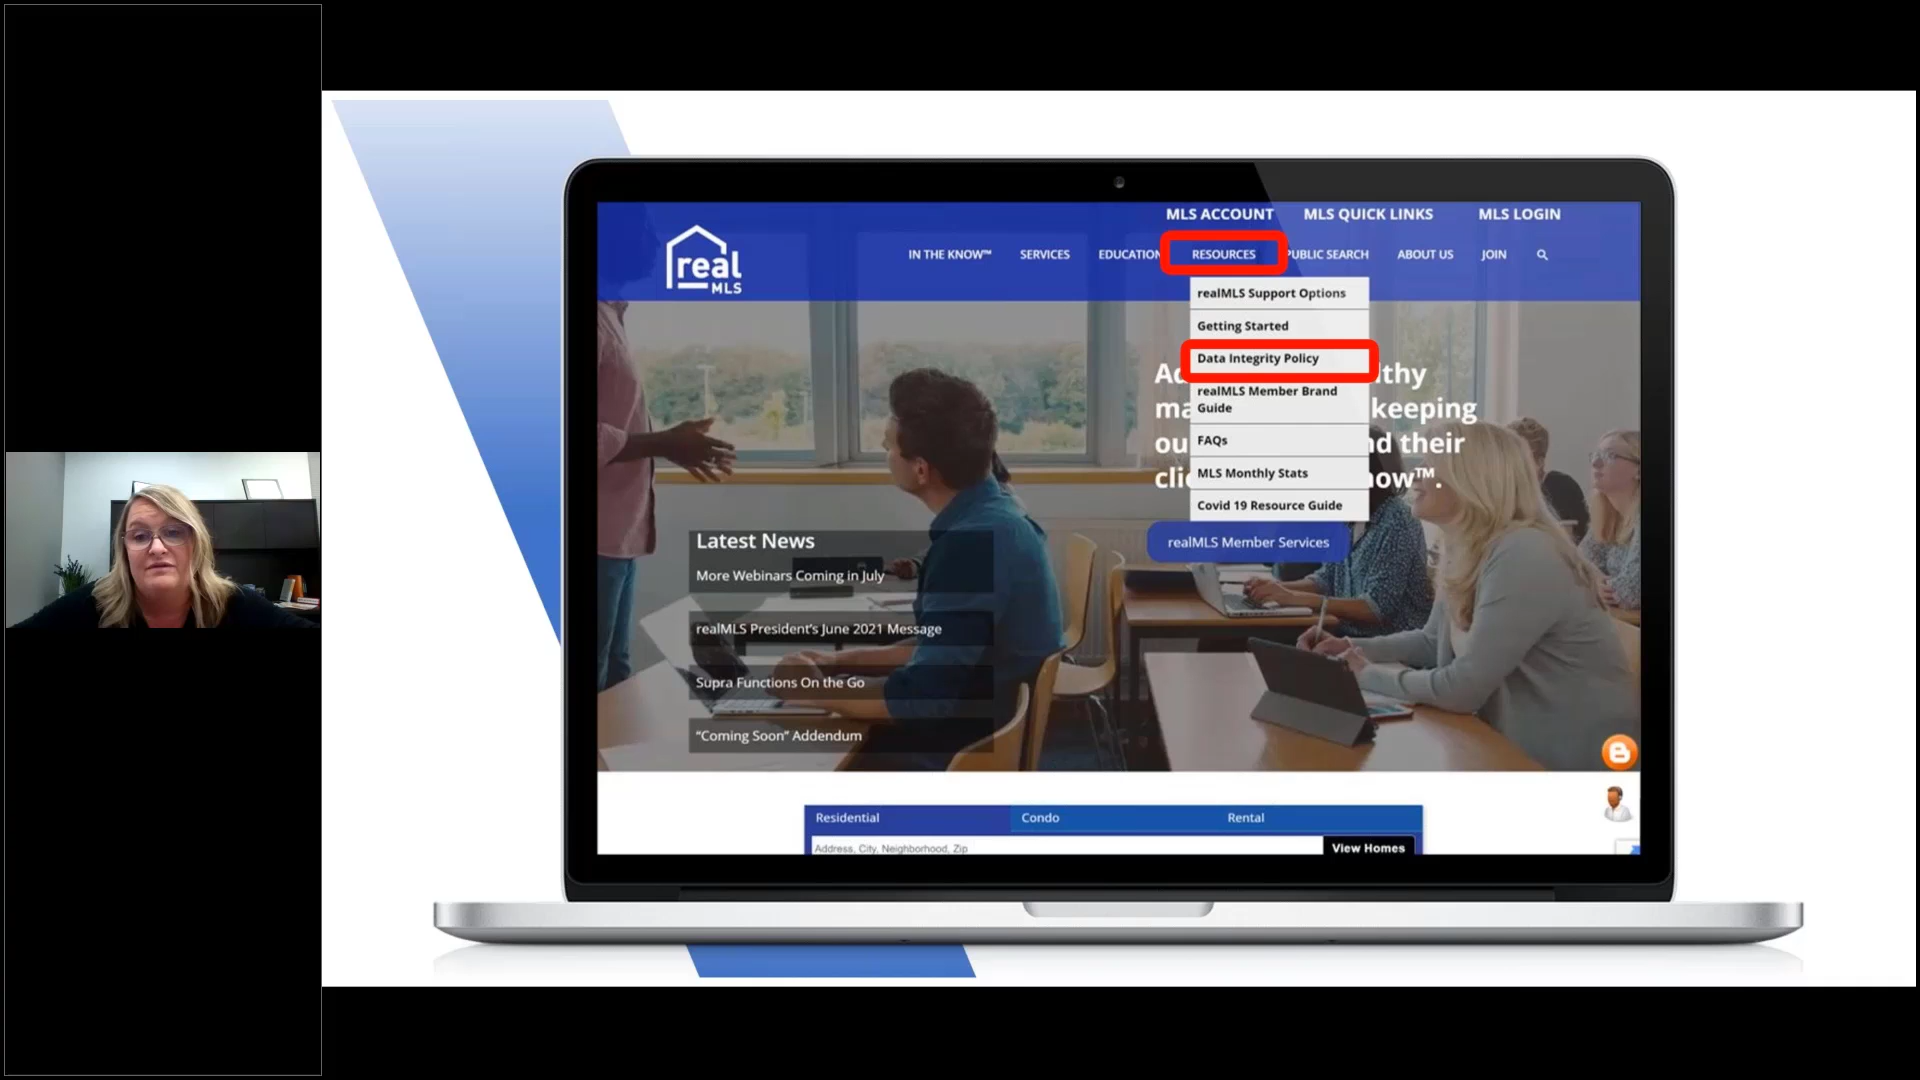 MLS ACCOUNT MLS QUICK LINKS MLS LOGIN
real
MLS
IN THE KNOW™ SERVICES EDUCATION RESOURCES PUBLIC SEARCH ABOUT US JOIN
realMLS Support Options
Getting Started
Data Integrity Policy
realMLS Member Brand
Guide
FAQs
MLS Monthly Stats
Covid 19 Resource Guide
keeping
their
realMLS Member Services
Latest News
More Webinars Coming in July
realMLS President's June 2021 Message
Supra Functions On the Go
“Coming Soon” Addendum
Residential Condo Rental
Address, City, Neighborhood, Zip View Homes